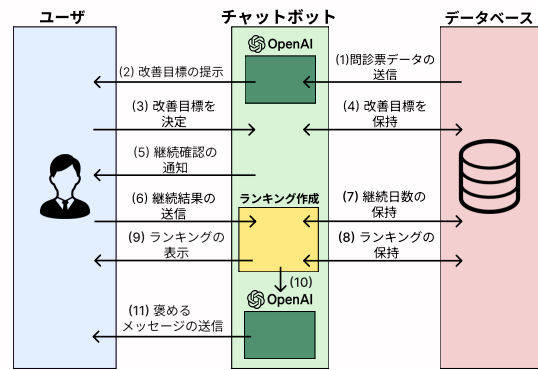 ユーザ
チャットボット
データベース
OpenAI
(1)問診票データの
送信
(2) 改善目標の提示
(3) 改善目標を
決定
(4) 改善目標を
保持
(5) 継続確認の
通知
(6) 継続結果の
送信
ランキング作成
(7) 継続日数の
保持
(8) ランキングの
保持
(9) ランキングの
表示
(10)
OpenAI
(11) 褒める
メッセージの送信